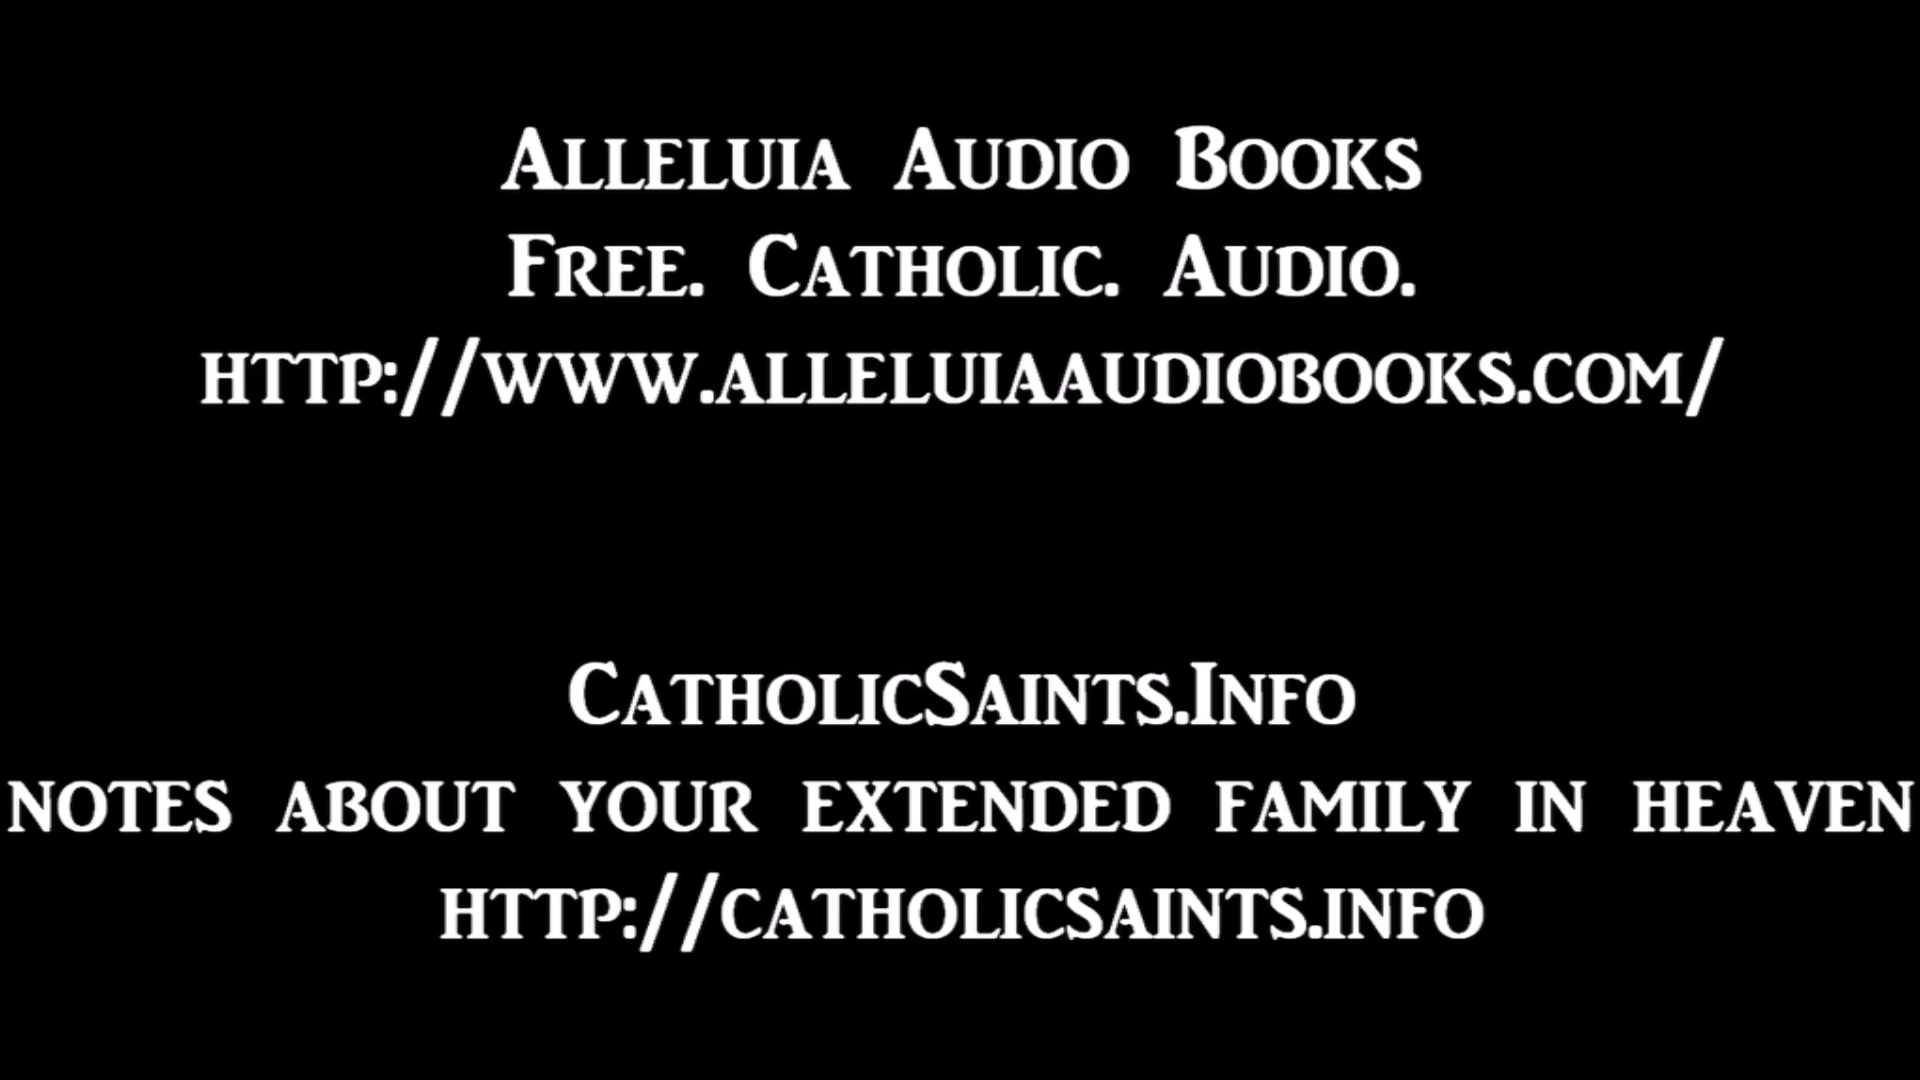 Alleluia Audio Books
Free. Catholic. Audio.
http://www.alleluiaaudiobooks.com/
CatholicSaints.Info
notes about your extended family in heaven
http://catholicsaints.info